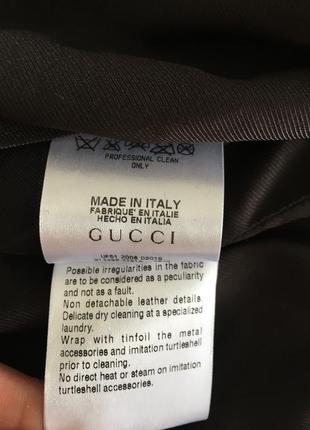 PROFESSIONAL CLEAN
ONLY
MADE IN ITALY
FABRIQUE' EN ITALIE
HECHO EN ITALIA
GUCCI
Possible irregularities in the fabric
are to be considered as a peculiarity
and not as a fault.
Non detachable leather details.
Delicate dry cleaning at a specialized
laundry.
Wrap with tinfoil the metal
accessories and imitation turtleshell
prior to cleaning.
No direct heat or steam on imitation
turtleshell accessories.